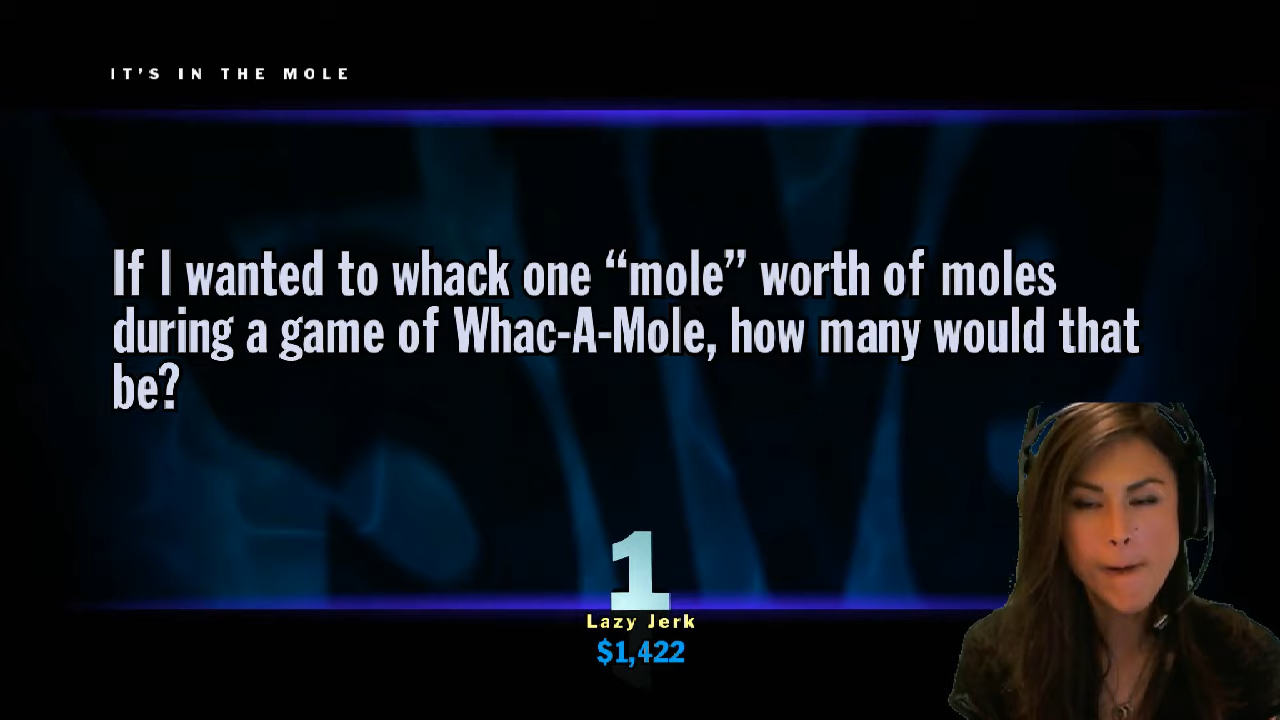 IT'S IN THE MOLE
If I wanted to whack one “mole” worth of moles
during a game of Whac-A-Mole, how many would that
be?
1
Lazy Jerk
$1,422